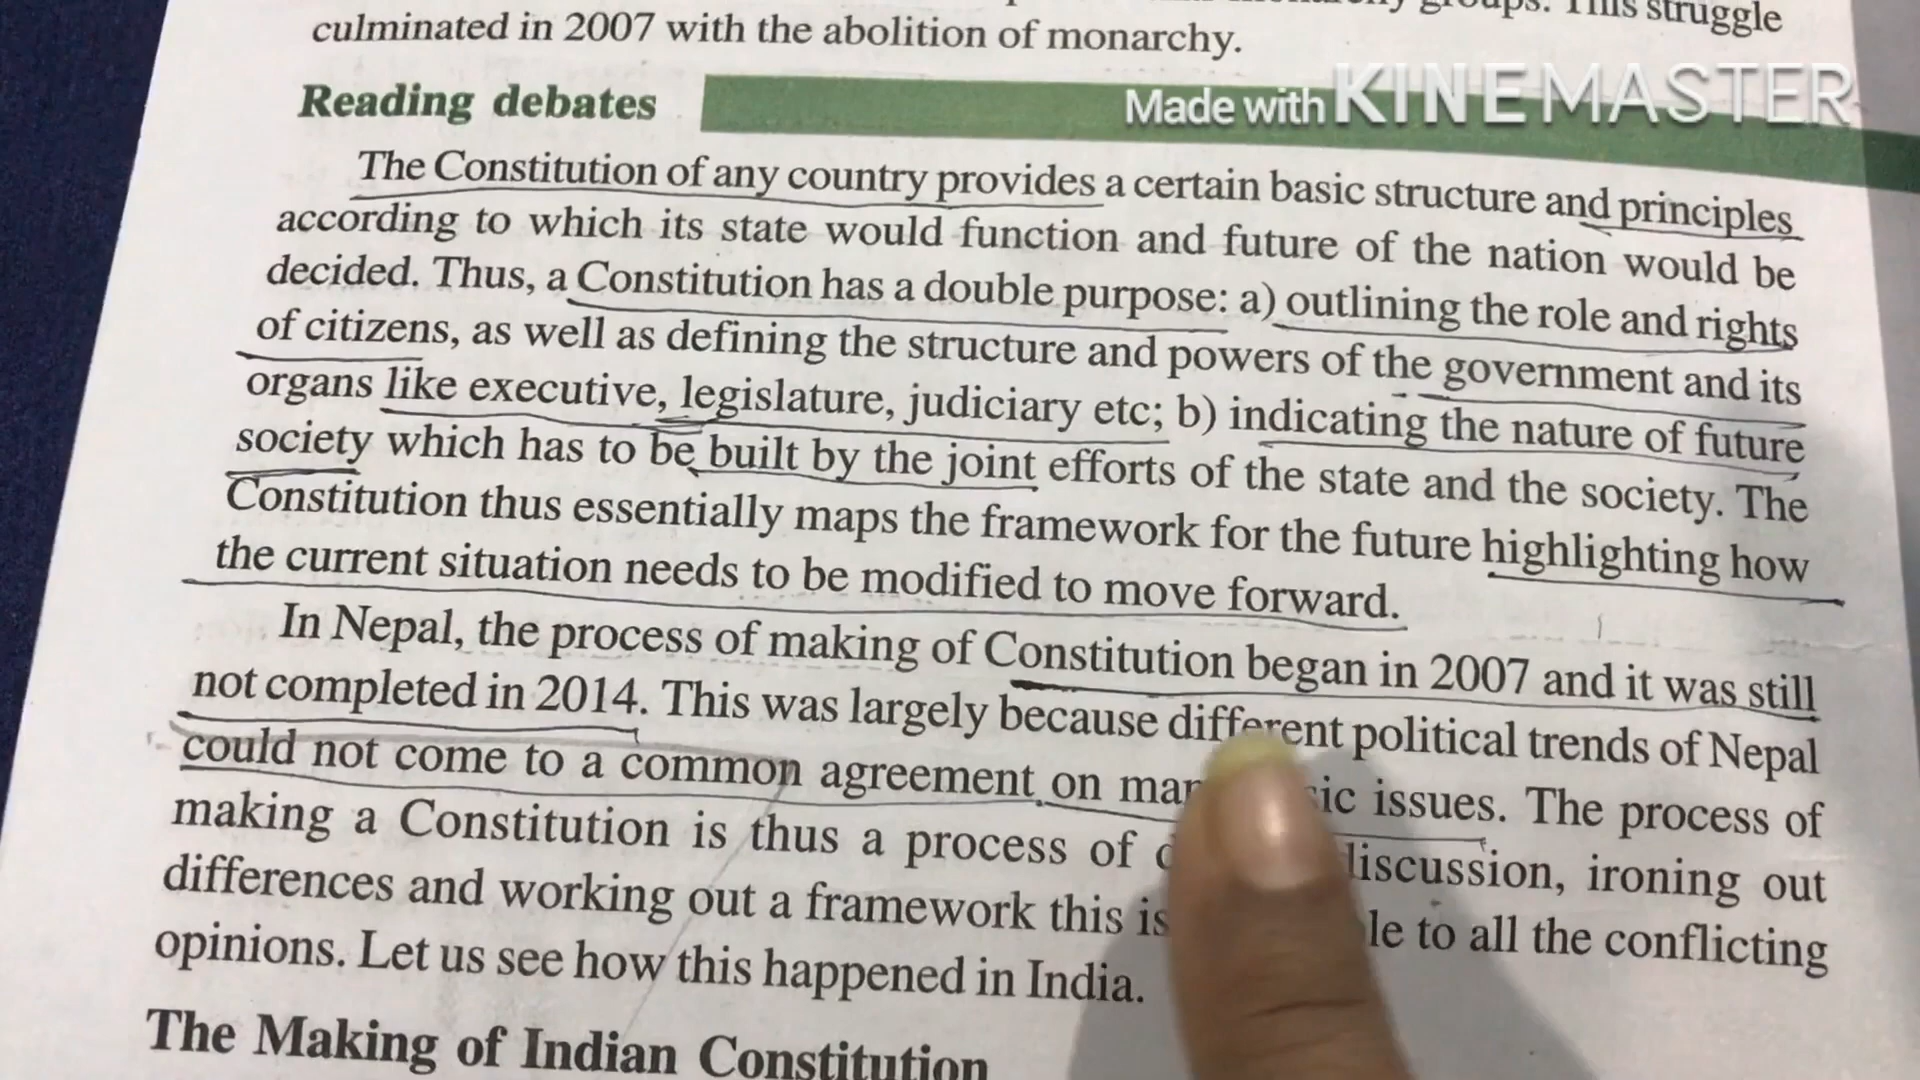 groups. This struggle
culminated in 2007 with the abolition of monarchy.
Made with KINEMASTER
Reading debates
The Constitution of any country provides a certain basic structure and principles
according to which its state would function and future of the nation would be
decided. Thus, a Constitution has a double purpose: a) outlining the role and rights
of citizens, as well as defining the structure and powers of the government and its
organs like executive, legislature, judiciary etc; b) indicating the nature of future
society which has to be built by the joint efforts of the state and the society. The
Constitution thus essentially maps the framework for the future highlighting how
the current situation needs to be modified to move forward.
In Nepal, the process of making of Constitution began in 2007 and it was still
not completed in 2014. This was largely because different political trends of Nepal
could not come to a common agreement on issues. The process of
making a Constitution is thus a process of discussion, ironing out
differences and working out a framework this is to all the conflicting
opinions. Let us see how this happened in India.
The Making of Indian Constitution